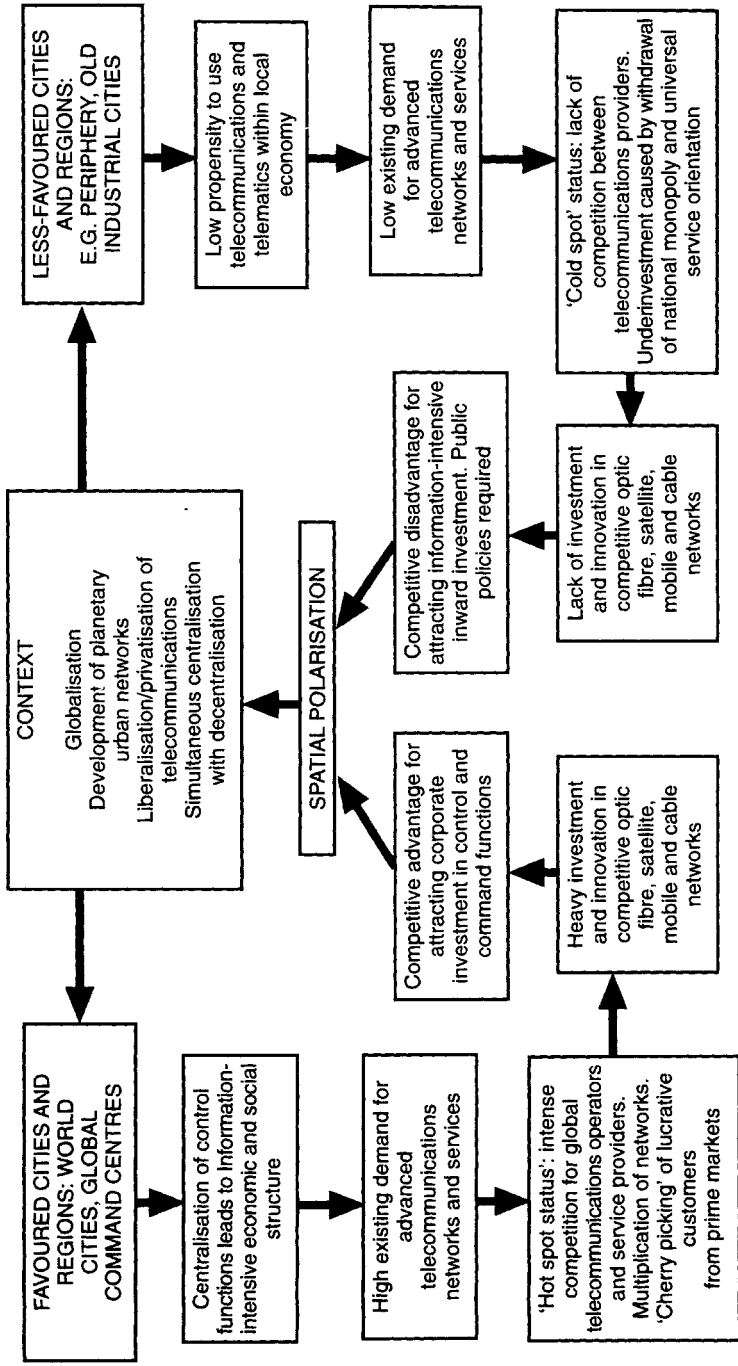 CONTEXT
Globalisation
Development of planetary
urban networks
Liberalisation/privatisation of
telecommunications
Simultaneous centralisation
with decentralisation
FAVOURED CITIES AND
REGIONS: WORLD
CITIES, GLOBAL
COMMAND CENTRES
Centralisation of control
functions leads to Information-
intensive economic and social
structure
High existing demand for
advanced
telecommunications
networks and services
'Hot spot status': intense
competition for global
telecommunications operators
and service providers.
Multiplication of networks.
'Cherry picking' of lucrative
customers
from prime markets
Heavy investment
and innovation in
competitive optic
fibre, satellite,
mobile and cable
networks
Competitive advantage for
attracting corporate
investment in control and
command functions
SPATIAL POLARISATION
LESS-FAVOURED CITIES
AND REGIONS:
E.G. PERIPHERY, OLD
INDUSTRIAL CITIES
Low propensity to use
telecommunications and
telematics within local
economy
Low existing demand
for advanced
telecommunications
networks and services
'Cold spot' status: lack of
competition between
telecommunications providers.
Underinvestment caused by withdrawal
of national monopoly and universal
service orientation
Lack of investment
and innovation in
competitive optic
fibre, satellite,
mobile and cable
networks
Competitive disadvantage for
attracting information-intensive
inward investment. Public
policies required